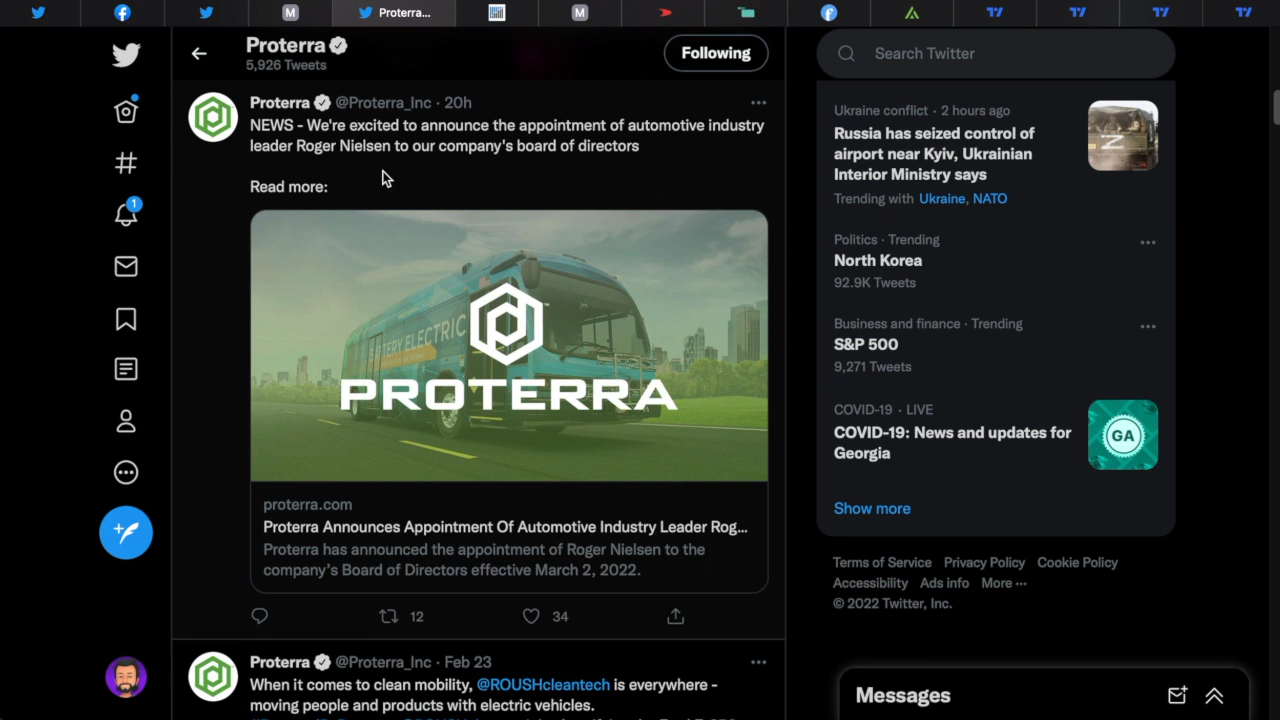 Proterra...
Proterra
5,926 Tweets
Following
Search Twitter
Proterra @Proterra_Inc · 20h
NEWS - We're excited to announce the appointment of automotive industry
leader Roger Nielsen to our company's board of directors
Read more:
BATTERY ELECTRIC
PROTERRA
proterra.com
Proterra Announces Appointment Of Automotive Industry Leader Rog...
Proterra has announced the appointment of Roger Nielsen to the
company's Board of Directors effective March 2, 2022.
12
34
Proterra @Proterra_Inc · Feb 23
When it comes to clean mobility, @ROUSHcleantech is everywhere -
moving people and products with electric vehicles.
1
Ukraine conflict · 2 hours ago
Russia has seized control of
airport near Kyiv, Ukrainian
Interior Ministry says
Trending with Ukraine, NATO
Politics · Trending
North Korea
92.9K Tweets
Business and finance · Trending
S&P 500
9,271 Tweets
COVID-19 · LIVE
COVID-19: News and updates for
Georgia
GA
Show more
Terms of Service Privacy Policy Cookie Policy
Accessibility Ads info More ···
© 2022 Twitter, Inc.
Messages